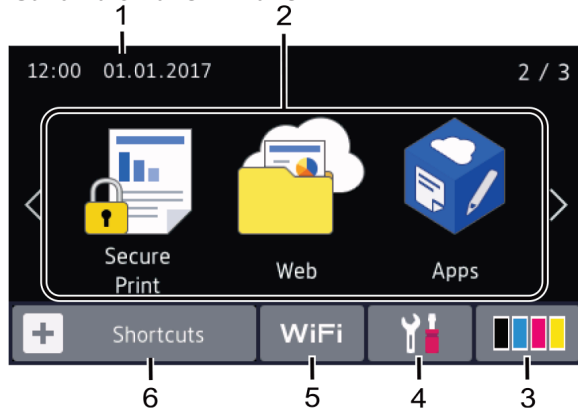 1 2
12:00 01.01.2017 2 / 3
Secure
Print
Web
Apps
Shortcuts
WiFi
6 5 4 3